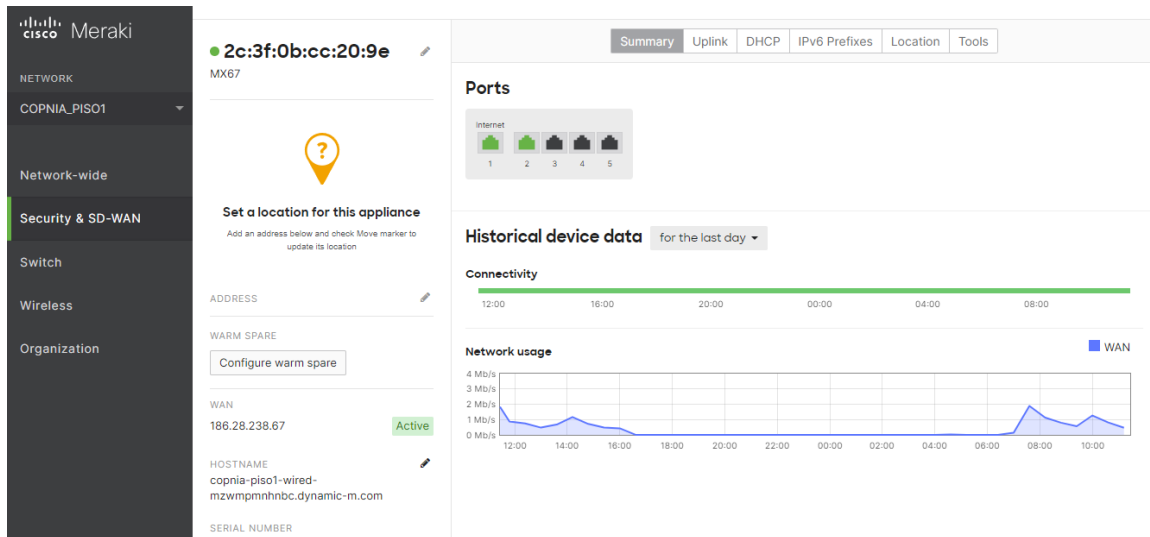 cisco Meraki
NETWORK
COPNIA_PISO1
Network-wide
Security & SD-WAN
Switch
Wireless
Organization
2c:3f:0b:cc:20:9e
MX67
?
Set a location for this appliance
Add an address below and check Move marker to
update its location
ADDRESS
WARM SPARE
Configure warm spare
WAN
186.28.238.67 Active
HOSTNAME
copnia-piso1-wired-
mzwmpmnhnbc.dynamic-m.com
SERIAL NUMBER
Summary Uplink DHCP IPv6 Prefixes Location Tools
Ports
Internet
1 2 3 4 5
Historical device data for the last day
Connectivity
12:00 16:00 20:00 00:00 04:00 08:00
Network usage WAN
4 Mb/s
3 Mb/s
2 Mb/s
1 Mb/s
0 Mb/s
12:00 14:00 16:00 18:00 20:00 22:00 00:00 02:00 04:00 06:00 08:00 10:00